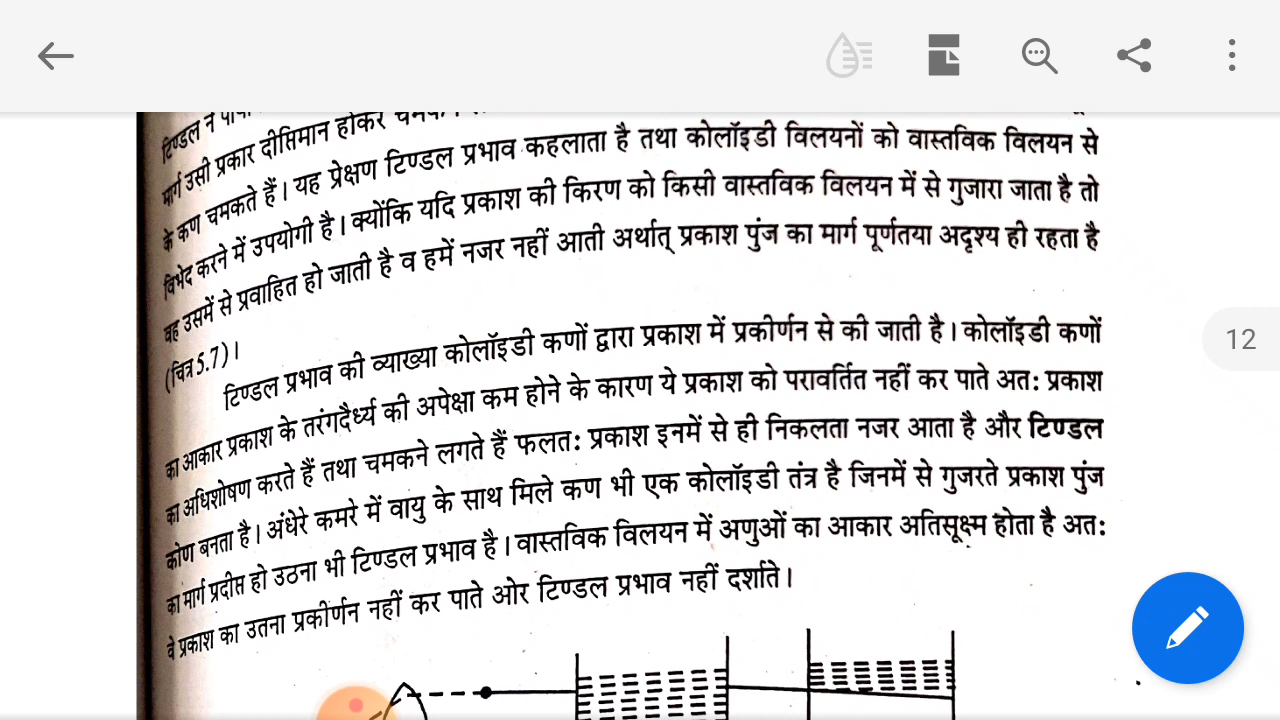 टिण्डल ने
मार्ग उसी प्रकार दीप्तिमान होकर
के कण चमकते हैं। यह प्रेक्षण टिण्डल प्रभाव कहलाता है तथा कोलॉइडी विलयनों को वास्तविक विलयन से
विभेद करने में उपयोगी है। क्योंकि यदि प्रकाश की किरण को किसी वास्तविक विलयन में से गुजारा जाता है तो
वह उसमें से प्रवाहित हो जाती है व हमें नजर नहीं आती अर्थात् प्रकाश पुंज का मार्ग पूर्णतया अदृश्य ही रहता है
(चित्र 5.7)।
टिण्डल प्रभाव की व्याख्या कोलॉइडी कणों द्वारा प्रकाश में प्रकीर्णन से की जाती है। कोलॉइडी कणों
का आकार प्रकाश के तरंगदैर्ध्य की अपेक्षा कम होने के कारण ये प्रकाश को परावर्तित नहीं कर पाते अत: प्रकाश
का अधिशोषण करते हैं तथा चमकने लगते हैं फलत: प्रकाश इनमें से ही निकलता नजर आता है और टिण्डल
कोण बनता है। अंधेरे कमरे में वायु के साथ मिले कण भी एक कोलॉइडी तंत्र है जिनमें से गुजरते प्रकाश पुंज
का मार्ग प्रदीप्त हो उठना भी टिण्डल प्रभाव है। वास्तविक विलयन में अणुओं का आकार अतिसूक्ष्म होता है अत:
वे प्रकाश का उतना प्रकीर्णन नहीं कर पाते ओर टिण्डल प्रभाव नहीं दर्शाते।
12